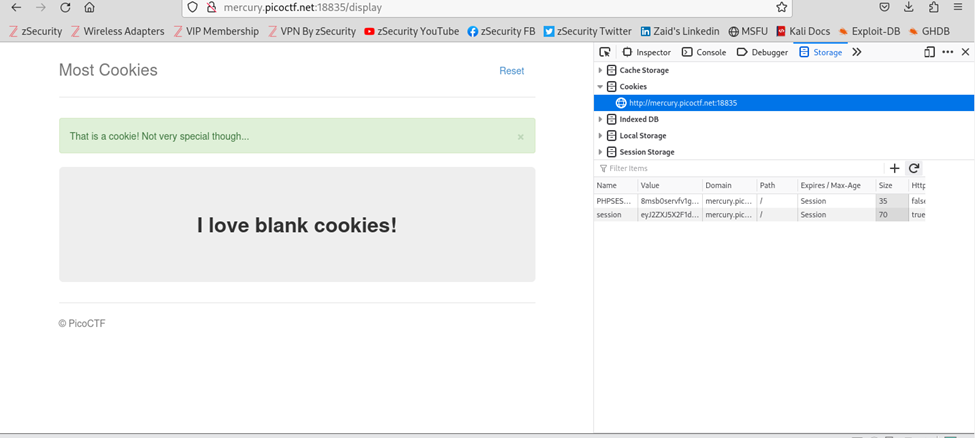 mercury.picoctf.net:18835/display
zSecurity Wireless Adapters VIP Membership VPN By zSecurity zSecurity YouTube zSecurity FB zSecurity Twitter Zaid's Linkedin MSFU Kali Docs Exploit-DB GHDB
Inspector Console Debugger Storage
Most Cookies Reset
Cache Storage
Cookies
http://mercury.picoctf.net:18835
Indexed DB
Local Storage
Session Storage
That is a cookie! Not very special though... ×
Filter Items
Name Value Domain Path Expires / Max-Age Size Http
PHPSES... 8msb0servfv1g... mercury.pic... / Session 35 false
session eyJ2ZXJ5X2F1d... mercury.pic... / Session 70 true
I love blank cookies!
© PicoCTF